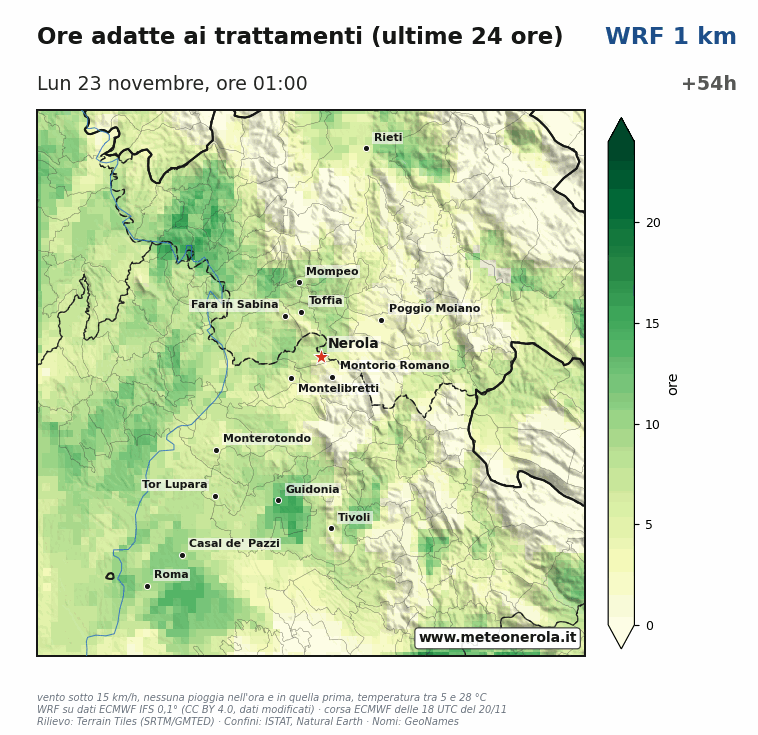 Ore adatte ai trattamenti (ultime 24 ore)
WRF 1 km
Lun 23 novembre, ore 01:00
+54h
Rieti
Mompeo
Fara in Sabina
Toffia
Poggio Moiano
Nerola
Montorio Romano
Montelibretti
Monterotondo
Tor Lupara
Guidonia
Tivoli
Casal de' Pazzi
Roma
www.meteonerola.it
20
15
10
5
0
ore
vento sotto 15 km/h, nessuna pioggia nell'ora e in quella prima, temperatura tra 5 e 28 °C
WRF su dati ECMWF IFS 0,1° (CC BY 4.0, dati modificati) · corsa ECMWF delle 18 UTC del 20/11
Rilievo: Terrain Tiles (SRTM/GMTED) · Confini: ISTAT, Natural Earth · Nomi: GeoNames